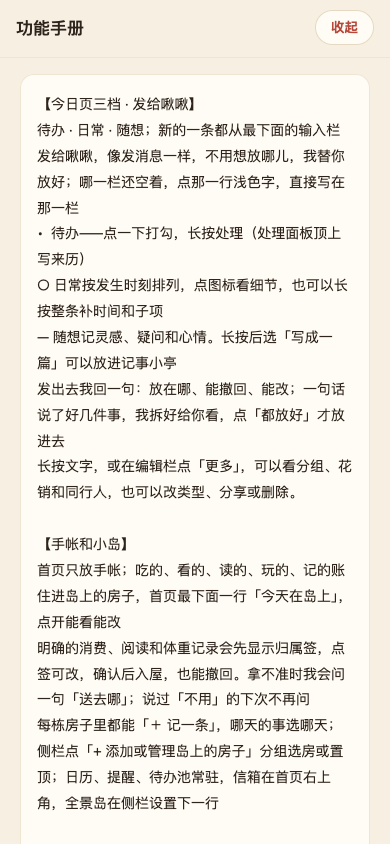 功能手册
收起
【今日页三档 · 发给啾啾】
待办 · 日常 · 随想；新的一条都从最下面的输入栏
发给啾啾，像发消息一样，不用想放哪儿，我替你
放好；哪一栏还空着，点那一行浅色字，直接写在
那一栏
• 待办——点一下打勾，长按处理（处理面板顶上
写来历）
○ 日常按发生时刻排列，点图标看细节，也可以长
按整条补时间和子项
— 随想记灵感、疑问和心情。长按后选「写成一
篇」可以放进记事小亭
发出去我回一句：放在哪、能撤回、能改；一句话
说了好几件事，我拆好给你看，点「都放好」才放
进去
长按文字，或在编辑栏点「更多」，可以看分组、花
销和同行人，也可以改类型、分享或删除。
【手帐和小岛】
首页只放手帐；吃的、看的、读的、玩的、记的账
住进岛上的房子，首页最下面一行「今天在岛上」，
点开能看能改
明确的消费、阅读和体重记录会先显示归属签，点
签可改，确认后入屋，也能撤回。拿不准时我会问
一句「送去哪」；说过「不用」的下次不再问
每栋房子里都能「＋ 记一条」，哪天的事选哪天；
侧栏点「+ 添加或管理岛上的房子」分组选房或置
顶；日历、提醒、待办池常驻，信箱在首页右上
角，全景岛在侧栏设置下一行